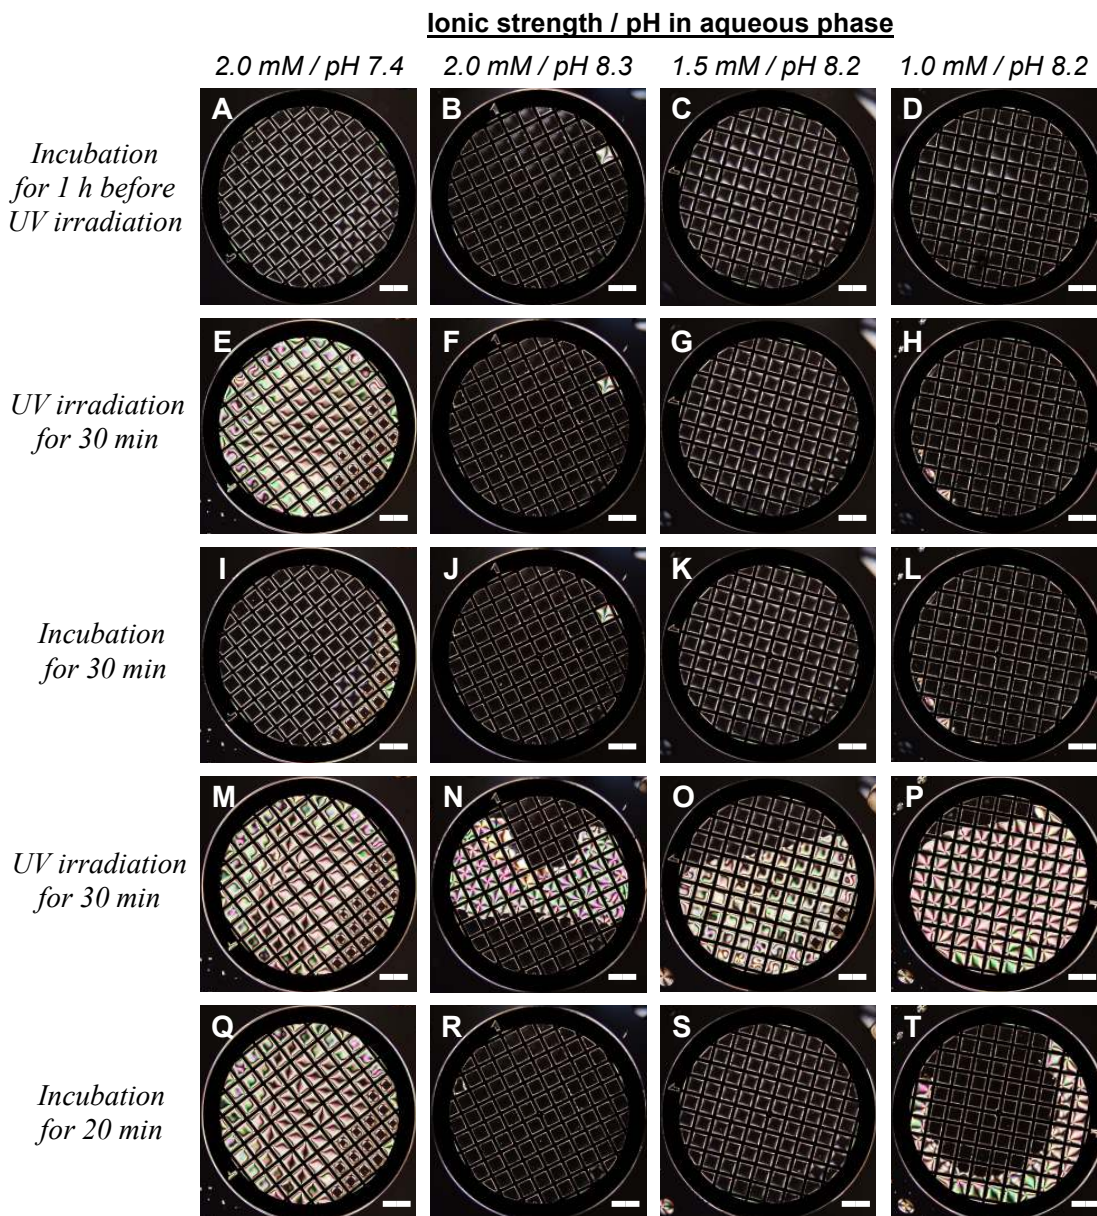 Ionic strength / pH in aqueous phase
2.0 mM / pH 7.4 2.0 mM / pH 8.3 1.5 mM / pH 8.2 1.0 mM / pH 8.2
A B C D
Incubation
for 1 h before
UV irradiation
E F G H
UV irradiation
for 30 min
I J K L
Incubation
for 30 min
M N O P
UV irradiation
for 30 min
Q R S T
Incubation
for 20 min